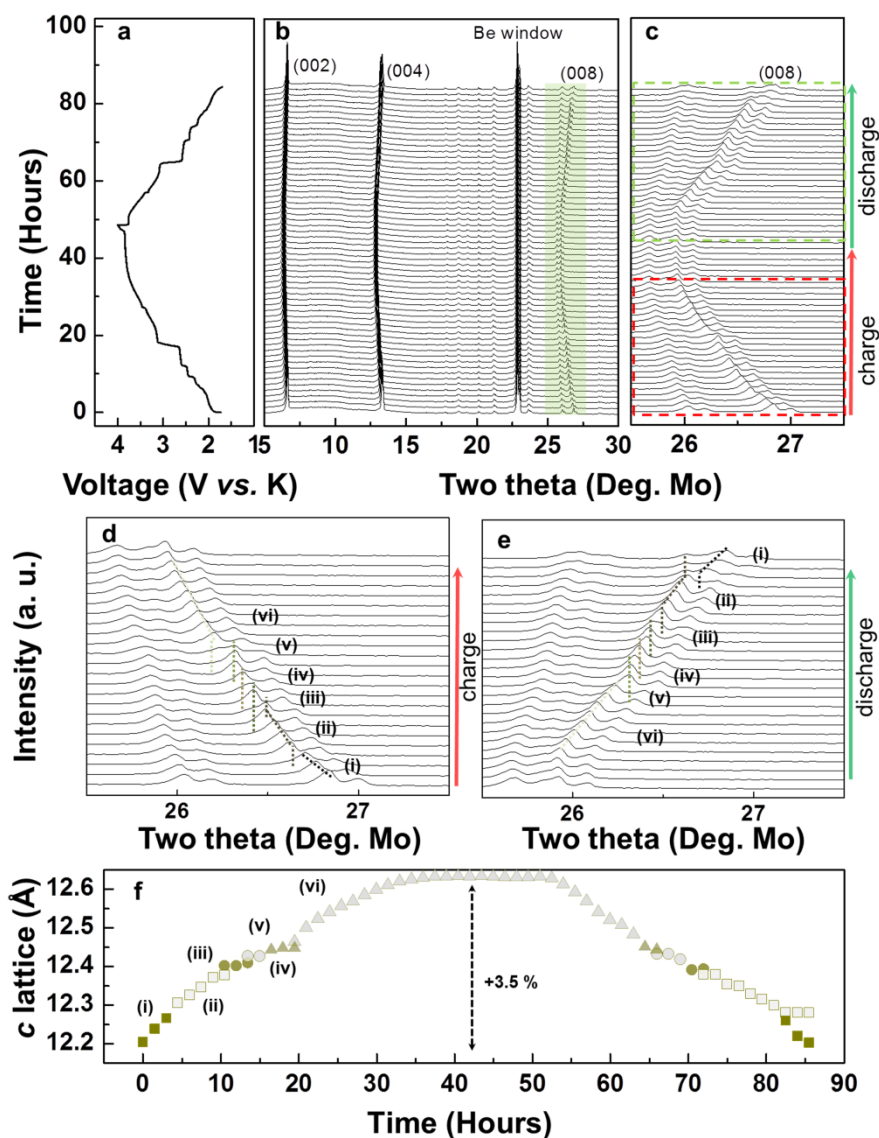 a
b
c
Time (Hours)
100
80
60
40
20
0
4
3
2
Voltage (V vs. K)
(002)
(004)
Be window
(008)
5
10
15
20
25
30
(008)
26
27
Two theta (Deg. Mo)
discharge
charge
d
(vi)
(v)
(iv)
(iii)
(ii)
(i)
26
27
Two theta (Deg. Mo)
Intensity (a. u.)
charge
e
(i)
(ii)
(iii)
(iv)
(v)
(vi)
26
27
Two theta (Deg. Mo)
discharge
f
c lattice (Å)
12.6
12.5
12.4
12.3
12.2
(i)
(ii)
(iii)
(iv)
(v)
(vi)
+3.5 %
0
10
20
30
40
50
60
70
80
90
Time (Hours)